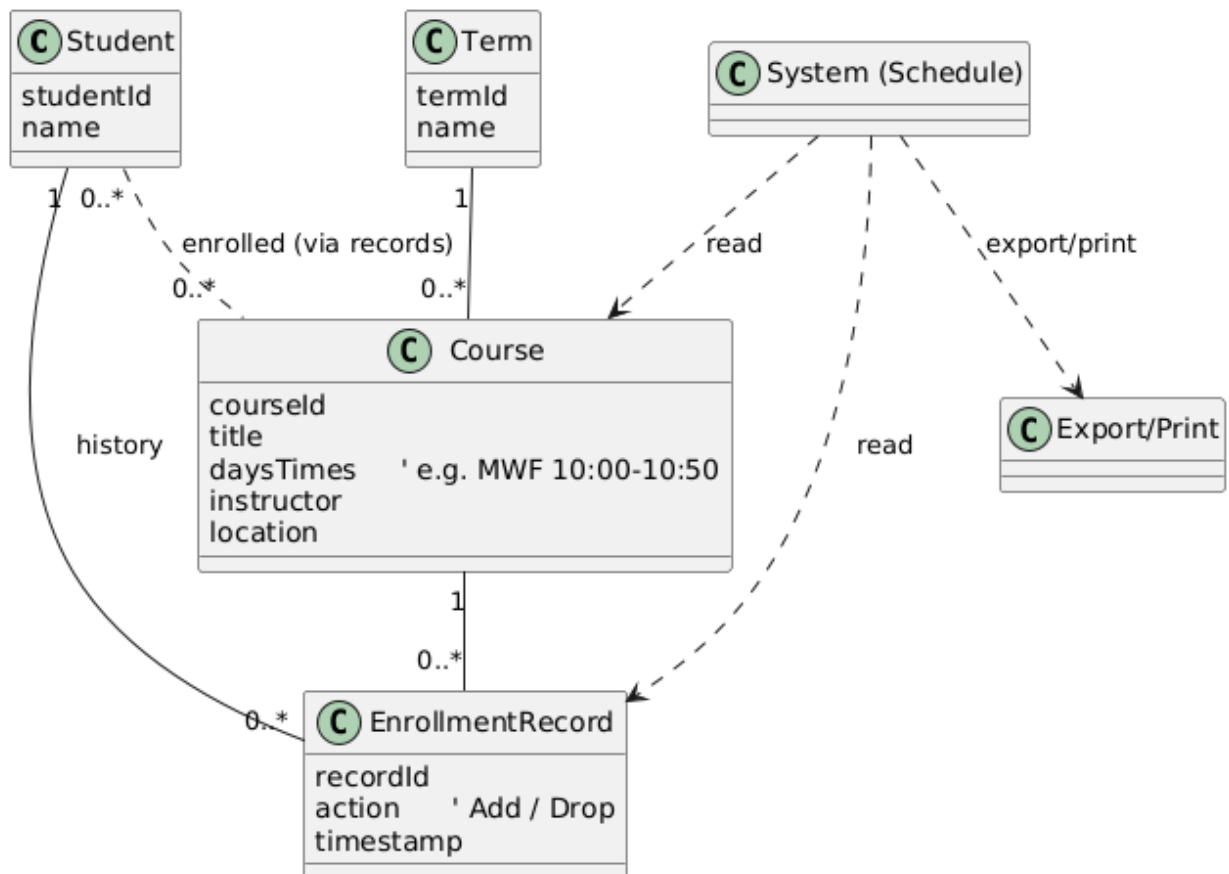 C Student
studentId
name
C Term
termId
name
C System (Schedule)
1
0..*
1
enrolled (via records)
read
export/print
0..*
0..*
C Course
courseId
title
daysTimes ' e.g. MWF 10:00-10:50
instructor
location
C Export/Print
history
read
1
0..*
0..*
C EnrollmentRecord
recordId
action ' Add / Drop
timestamp